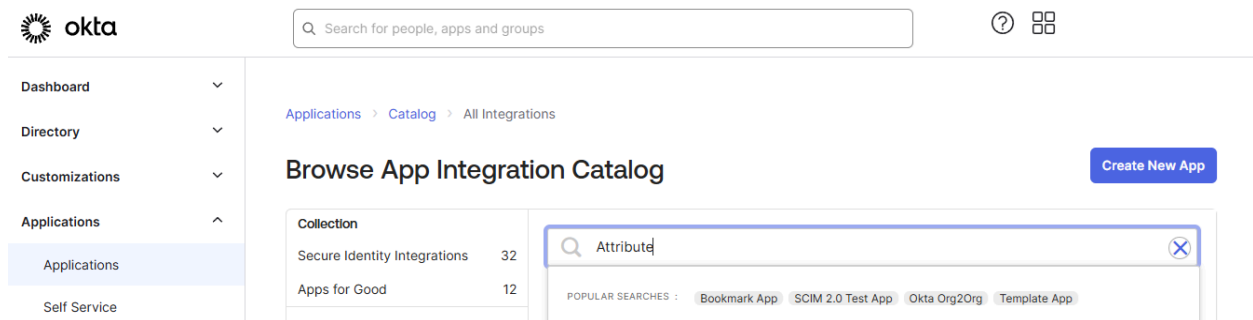 okta
Search for people, apps and groups
Dashboard
Directory
Customizations
Applications
Applications
Self Service
Applications > Catalog > All Integrations
Browse App Integration Catalog
Create New App
Collection
Secure Identity Integrations 32
Apps for Good 12
Attribute
POPULAR SEARCHES : Bookmark App SCIM 2.0 Test App Okta Org2Org Template App